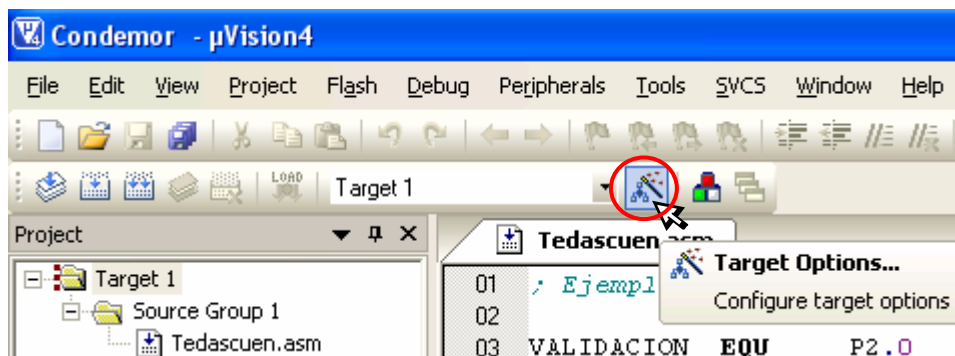 Condemor - µVision4
File Edit View Project Flash Debug Peripherals Tools SVCS Window Help
LOAD Target 1
Project
Tedascuen.asm
Target Options...
Configure target options
Target 1
Source Group 1
Tedascuen.asm
01 ; Ejempl
02
03 VALIDACION EQU P2.0